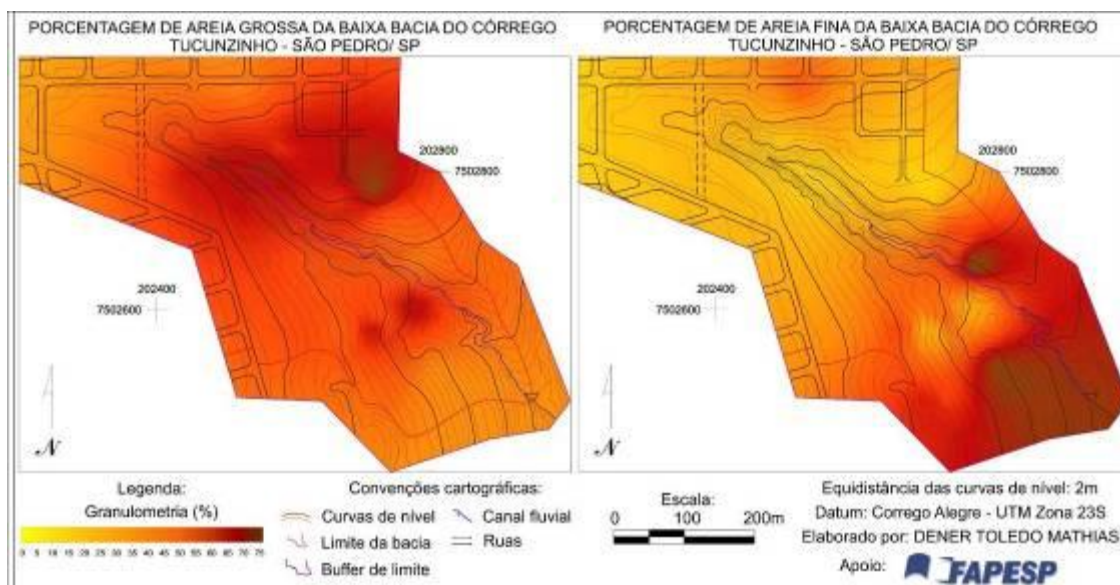 PORCENTAGEM DE AREIA GROSSA DA BAIXA BACIA DO CÓRREGO
TUCUNZINHO - SÃO PEDRO/ SP
202800
7502800
202400
7502600
N
PORCENTAGEM DE AREIA FINA DA BAIXA BACIA DO CÓRREGO
TUCUNZINHO - SÃO PEDRO/ SP
202800
7502800
202400
7502600
N
Legenda:
Granulometria (%)
0 5 10 15 20 25 30 35 40 45 50 55 60 65 70 75
Convenções cartográficas:
Curvas de nível
Canal fluvial
Limite da bacia
Ruas
Buffer de limite
Escala:
0 100 200m
Equidistância das curvas de nível: 2m
Datum: Corrego Alegre - UTM Zona 23S
Elaborado por: DENER TOLEDO MATHIAS
Apoio: FAPESP